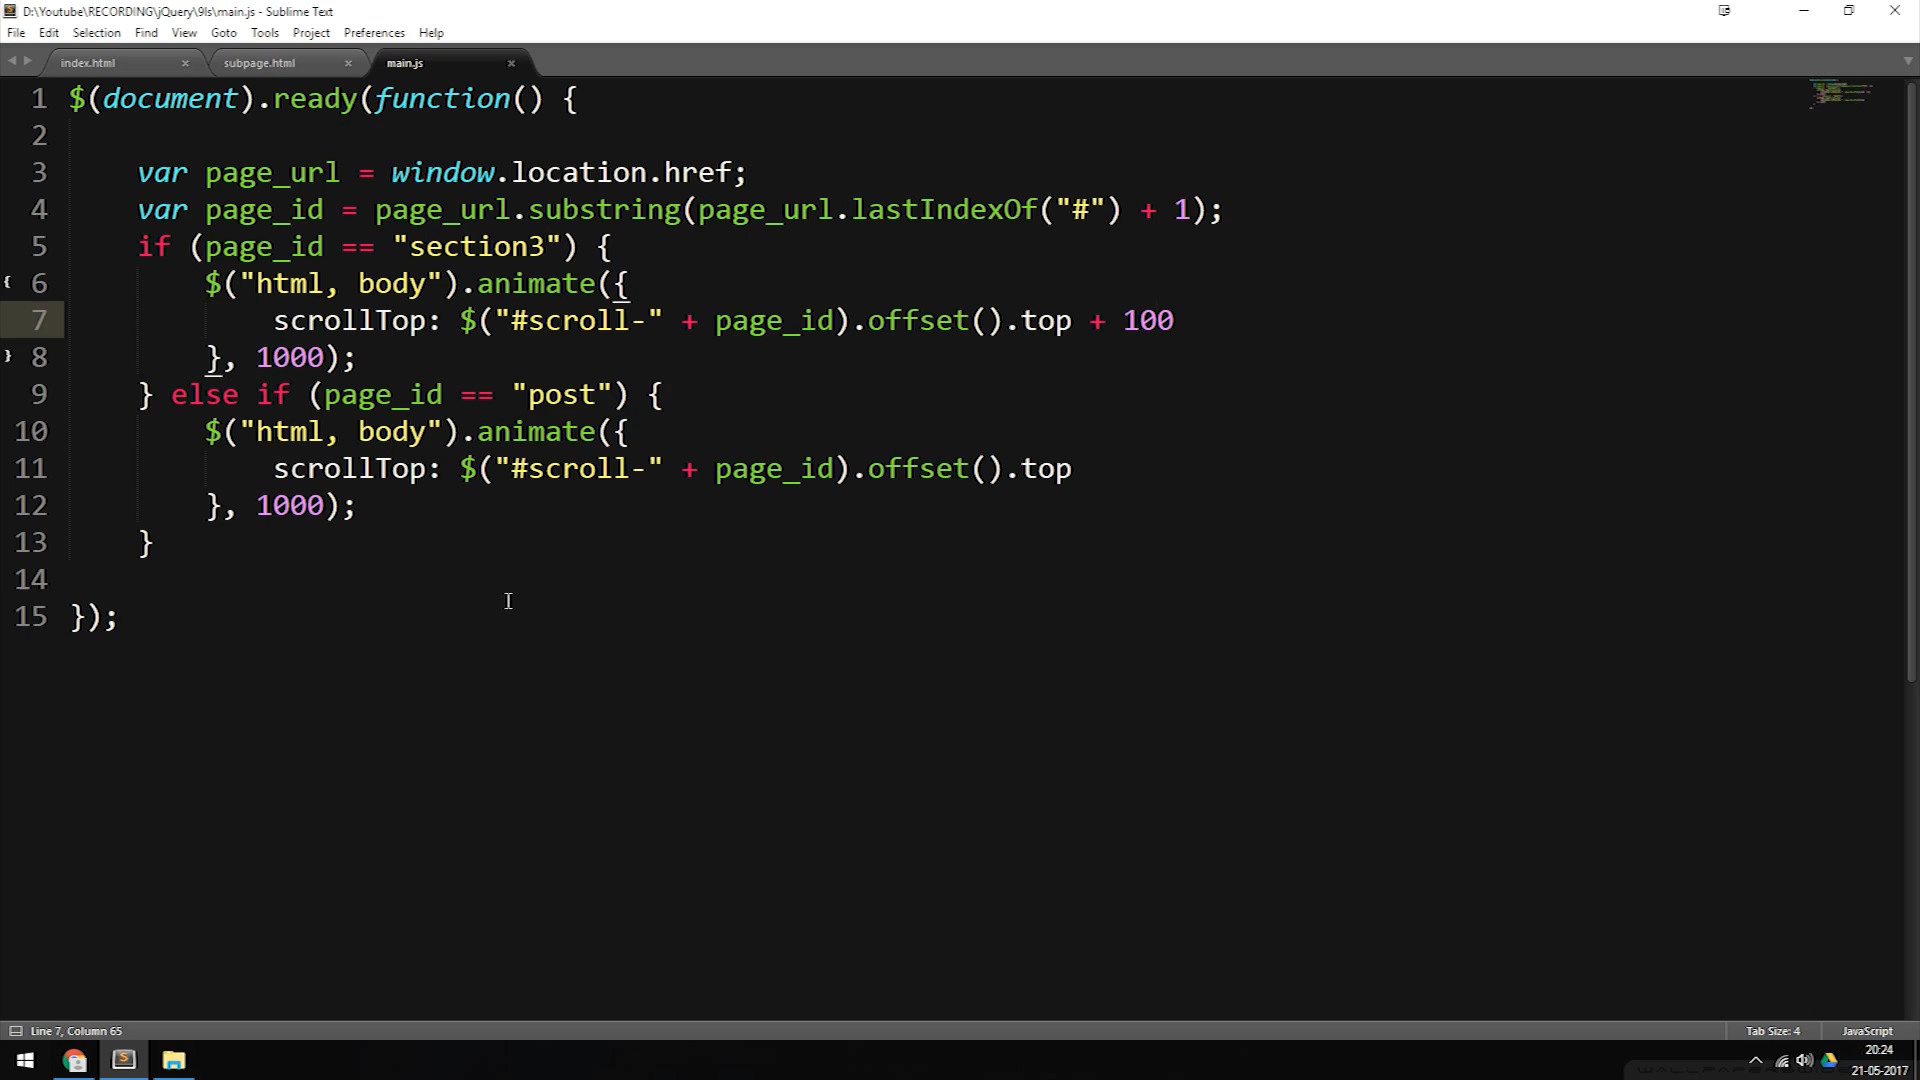 D:\Youtube\RECORDING\jQuery\9ls\main.js - Sublime Text
File Edit Selection Find View Goto Tools Project Preferences Help
index.html × subpage.html × main.js ×
1 $(document).ready(function() {
2
3     var page_url = window.location.href;
4     var page_id = page_url.substring(page_url.lastIndexOf("#") + 1);
5     if (page_id == "section3") {
6         $("html, body").animate({
7             scrollTop: $("#scroll-" + page_id).offset().top + 100
8         }, 1000);
9     } else if (page_id == "post") {
10         $("html, body").animate({
11             scrollTop: $("#scroll-" + page_id).offset().top
12         }, 1000);
13     }
14
15 });
Line 7, Column 65 Tab Size: 4 JavaScript
20:24
21-05-2017